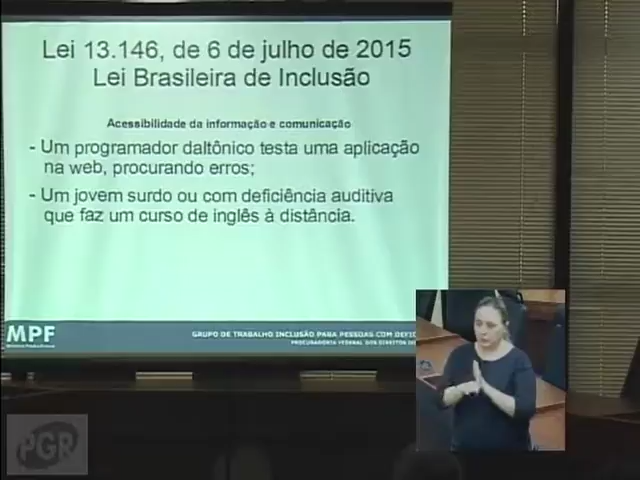 Lei 13.146, de 6 de julho de 2015
Lei Brasileira de Inclusão
Acessibilidade da informação e comunicação
- Um programador daltônico testa uma aplicação
na web, procurando erros;
- Um jovem surdo ou com deficiência auditiva
que faz um curso de inglês à distância.
MPF
GRUPO DE TRABALHO INCLUSÃO PARA PESSOAS COM DEFIC
PROCURADORIA FEDERAL DOS DIREITOS
PGR